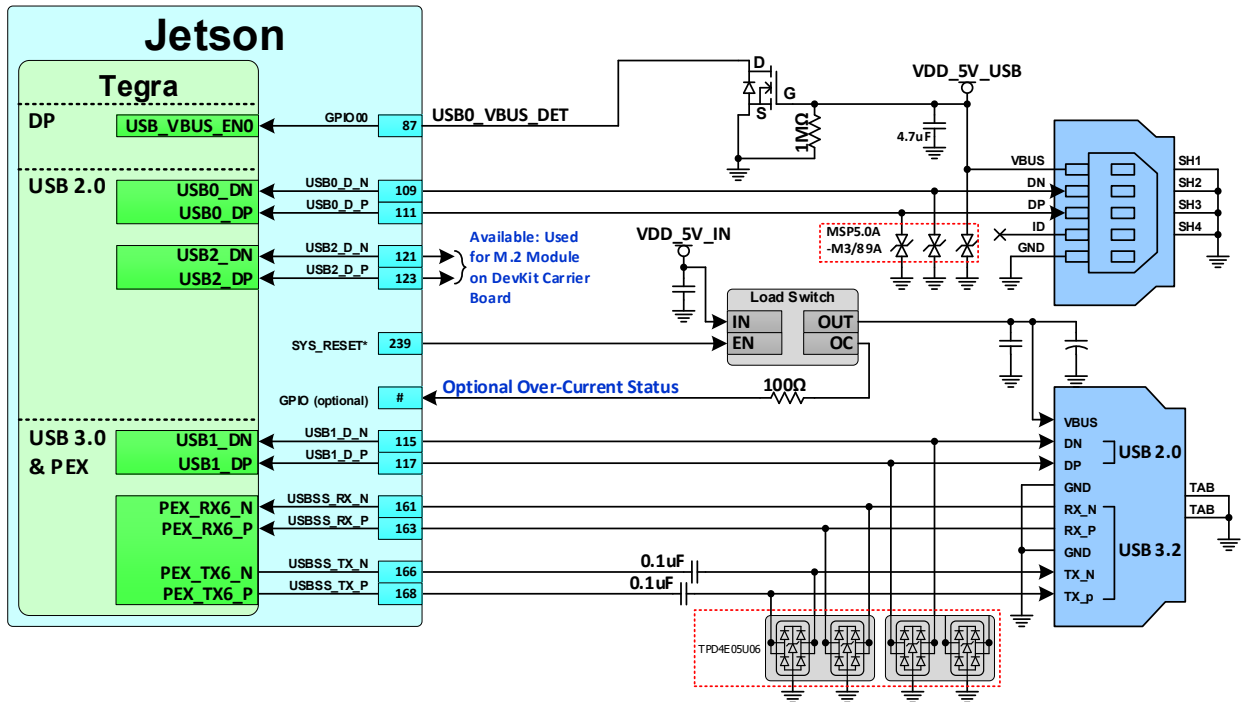 Jetson
Tegra
DP
USB_VBUS_EN0
GPIO00
87
USB0_VBUS_DET
D
G
S
1MΩ
VDD_5V_USB
4.7uF
USB 2.0
USB0_DN
USB0_D_N
109
USB0_DP
USB0_D_P
111
USB2_DN
USB2_D_N
121
USB2_DP
USB2_D_P
123
Available: Used
for M.2 Module
on DevKit Carrier
Board
VBUS
DN
DP
ID
GND
SH1
SH2
SH3
SH4
MSP5.0A
-M3/89A
VDD_5V_IN
Load Switch
IN
OUT
EN
OC
SYS_RESET*
239
GPIO (optional)
#
Optional Over-Current Status
100Ω
USB 3.0
& PEX
USB1_DN
USB1_D_N
115
USB1_DP
USB1_D_P
117
PEX_RX6_N
USBSS_RX_N
161
PEX_RX6_P
USBSS_RX_P
163
PEX_TX6_N
USBSS_TX_N
166
0.1uF
PEX_TX6_P
USBSS_TX_P
168
0.1uF
VBUS
DN
DP
USB 2.0
GND
RX_N
RX_P
GND
TX_N
TX_p
USB 3.2
TAB
TAB
TPD4E05U06